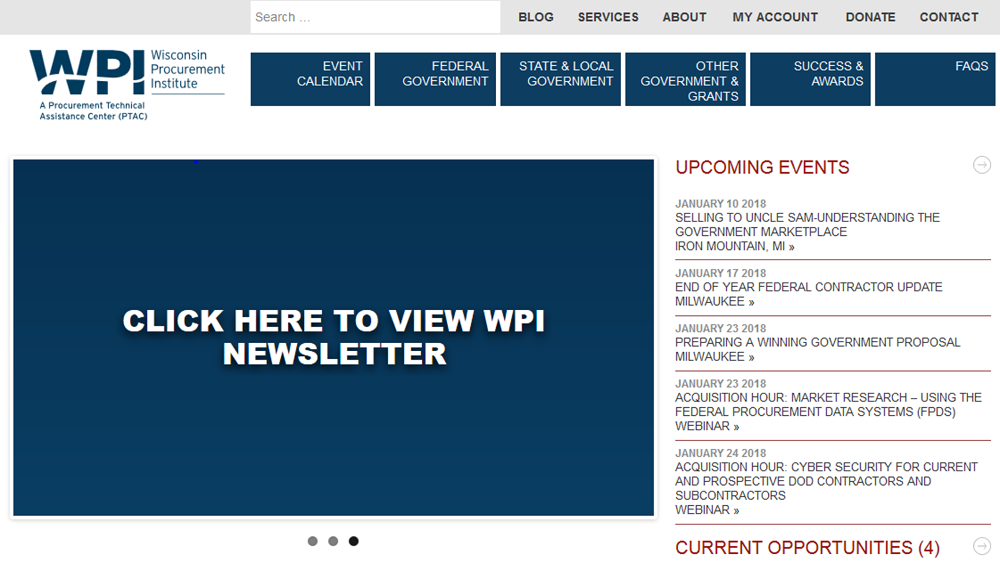 Search ...
BLOG SERVICES ABOUT MY ACCOUNT DONATE CONTACT
WPI
Wisconsin
Procurement
Institute
A Procurement Technical
Assistance Center (PTAC)
EVENT
CALENDAR
FEDERAL
GOVERNMENT
STATE & LOCAL
GOVERNMENT
OTHER
GOVERNMENT &
GRANTS
SUCCESS &
AWARDS
FAQS
CLICK HERE TO VIEW WPI
NEWSLETTER
UPCOMING EVENTS
JANUARY 10 2018
SELLING TO UNCLE SAM-UNDERSTANDING THE
GOVERNMENT MARKETPLACE
IRON MOUNTAIN, MI »
JANUARY 17 2018
END OF YEAR FEDERAL CONTRACTOR UPDATE
MILWAUKEE »
JANUARY 23 2018
PREPARING A WINNING GOVERNMENT PROPOSAL
MILWAUKEE »
JANUARY 23 2018
ACQUISITION HOUR: MARKET RESEARCH – USING THE
FEDERAL PROCUREMENT DATA SYSTEMS (FPDS)
WEBINAR »
JANUARY 24 2018
ACQUISITION HOUR: CYBER SECURITY FOR CURRENT
AND PROSPECTIVE DOD CONTRACTORS AND
SUBCONTRACTORS
WEBINAR »
CURRENT OPPORTUNITIES (4)